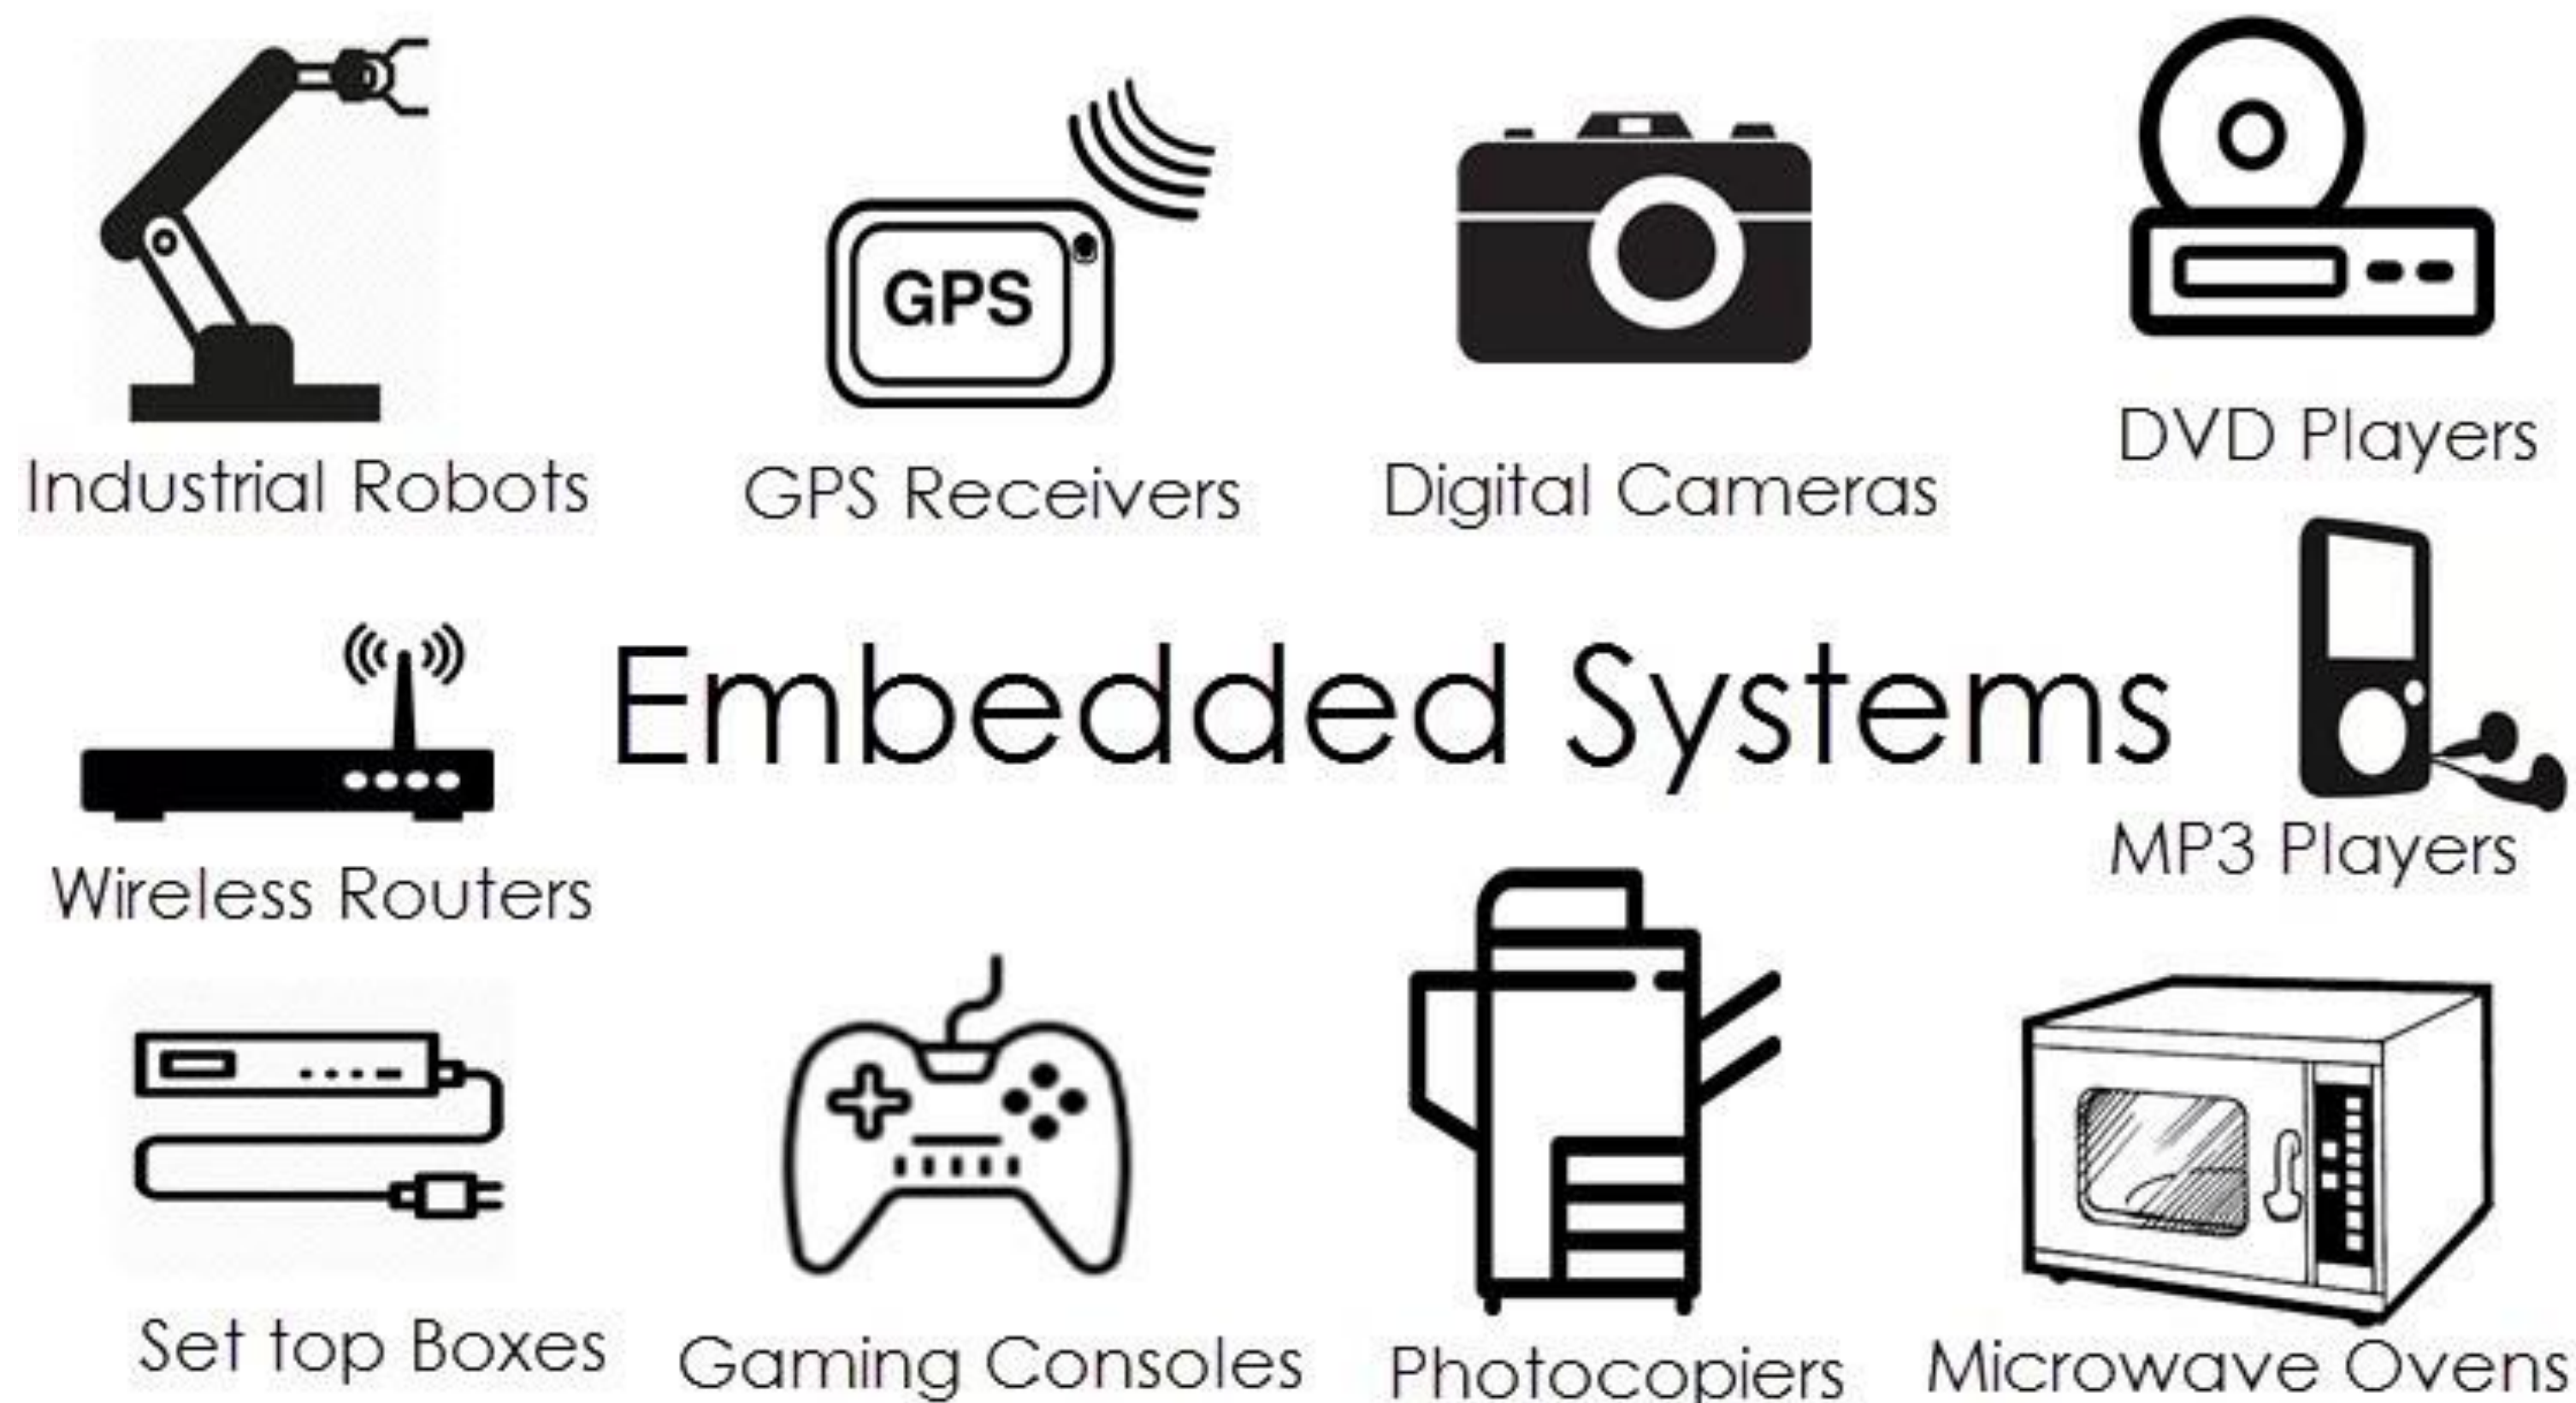 GPS
Industrial Robots
GPS Receivers
Digital Cameras
DVD Players
Embedded Systems
Wireless Routers
MP3 Players
Set top Boxes
Gaming Consoles
Photocopiers
Microwave Ovens